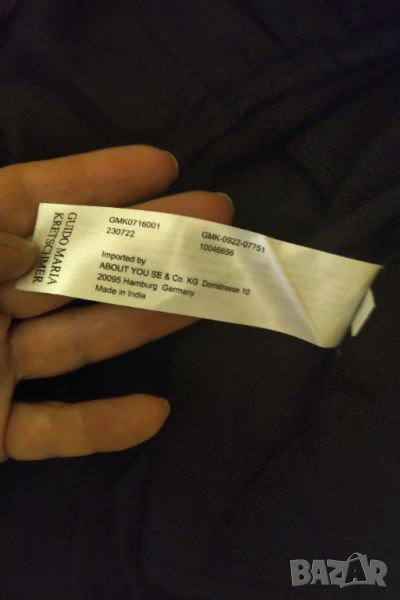 GUIDO MARIA
KRETSCHMER
GMK0716001
230722
GMK-0922-07751
10046656
Imported by
ABOUT YOU SE & Co. KG Domstrasse 10
20095 Hamburg Germany
Made in India
BAZAR